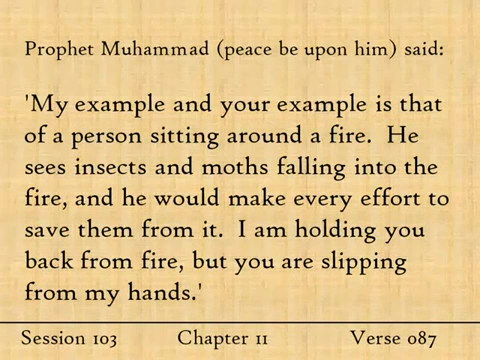 Prophet Muhammad (peace be upon him) said:
'My example and your example is that
of a person sitting around a fire. He
sees insects and moths falling into the
fire, and he would make every effort to
save them from it. I am holding you
back from fire, but you are slipping
from my hands.'
Session 103 Chapter 11 Verse 087